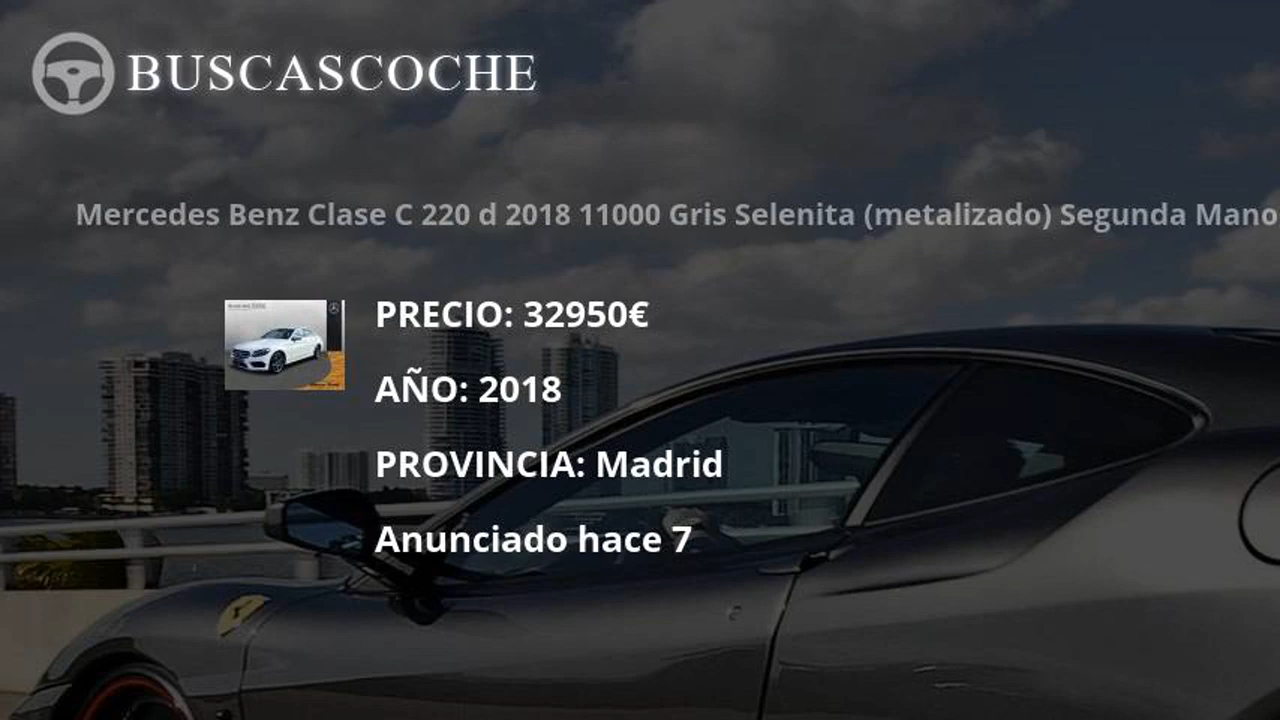 BUSCASCOCHE
Mercedes Benz Clase C 220 d 2018 11000 Gris Selenita (metalizado) Segunda Mano
PRECIO: 32950€
AÑO: 2018
PROVINCIA: Madrid
Anunciado hace 7